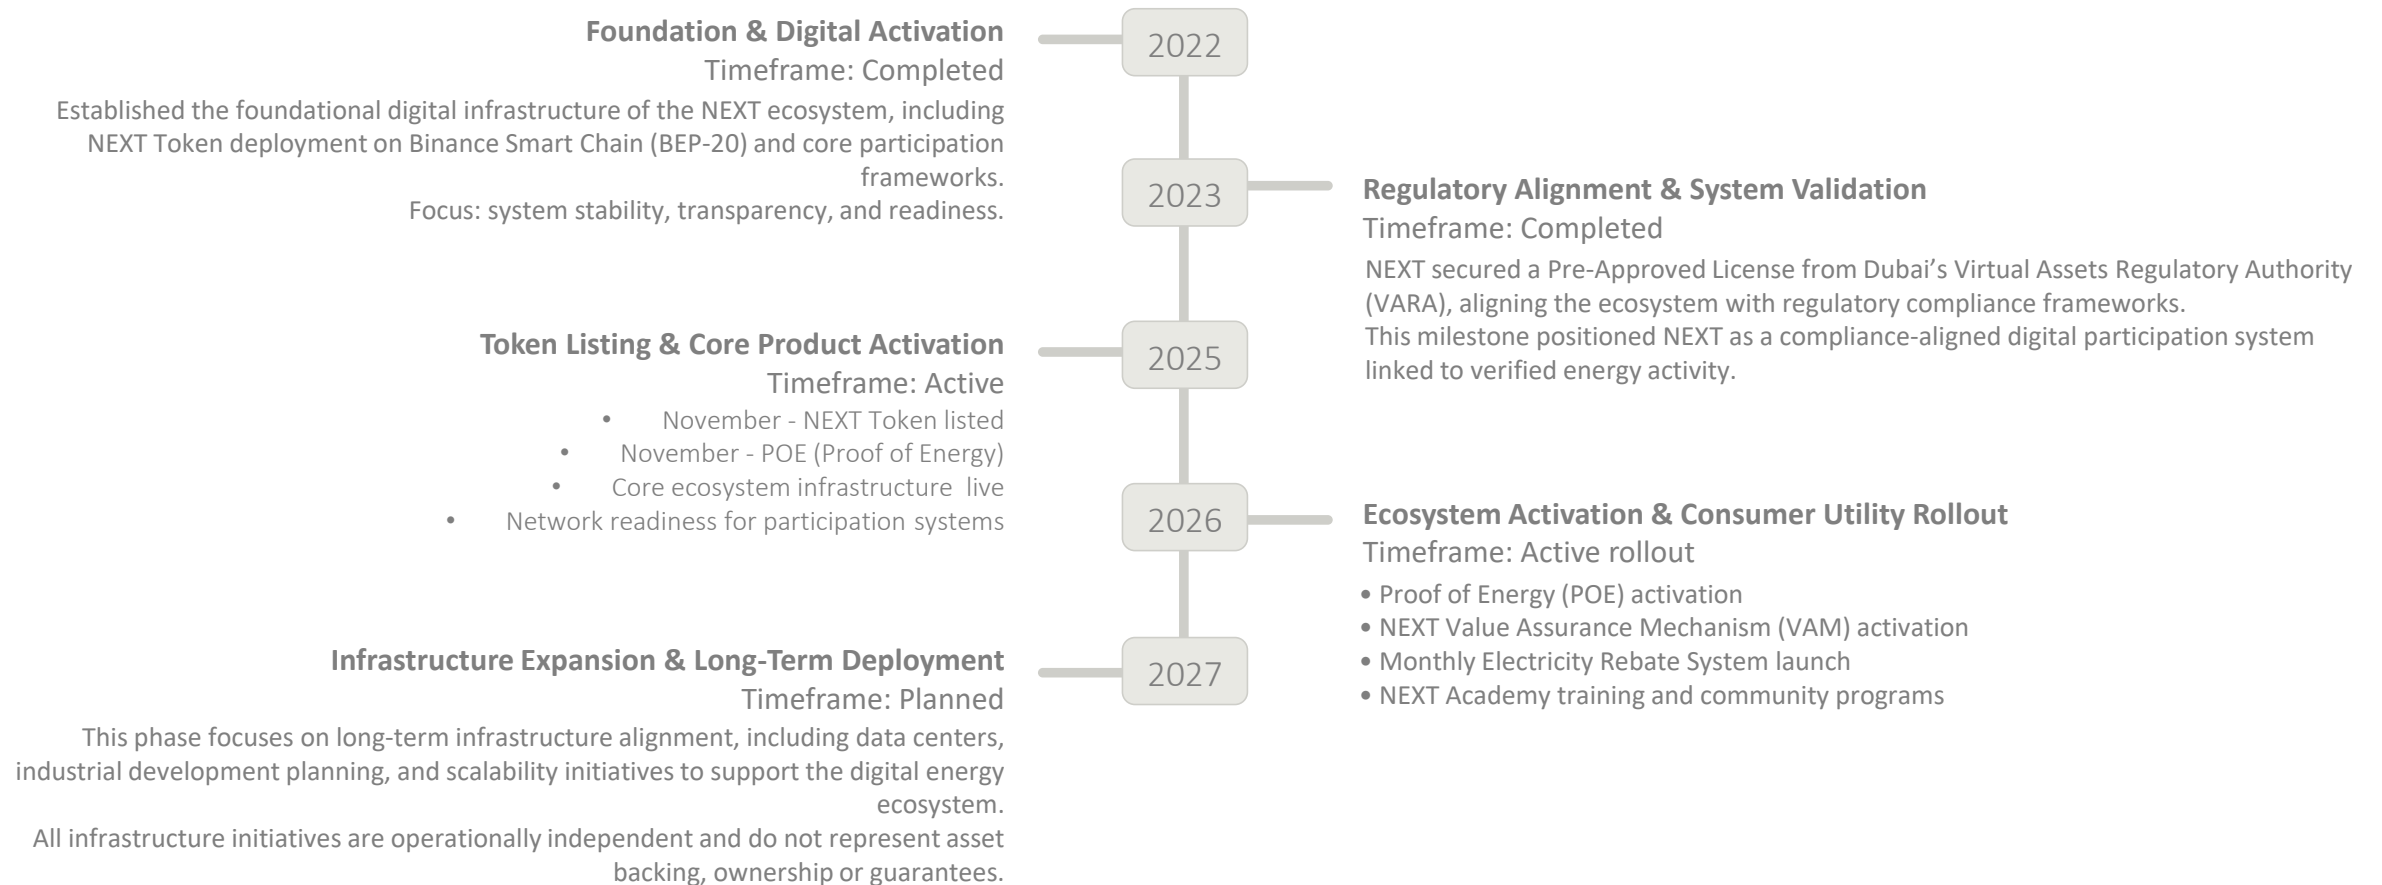 2022
Foundation & Digital Activation
Timeframe: Completed
Established the foundational digital infrastructure of the NEXT ecosystem, including
NEXT Token deployment on Binance Smart Chain (BEP-20) and core participation
frameworks.
Focus: system stability, transparency, and readiness.
2023
Regulatory Alignment & System Validation
Timeframe: Completed
NEXT secured a Pre-Approved License from Dubai’s Virtual Assets Regulatory Authority
(VARA), aligning the ecosystem with regulatory compliance frameworks.
This milestone positioned NEXT as a compliance-aligned digital participation system
linked to verified energy activity.
2025
Token Listing & Core Product Activation
Timeframe: Active
• November - NEXT Token listed
• November - POE (Proof of Energy)
• Core ecosystem infrastructure live
• Network readiness for participation systems
2026
Ecosystem Activation & Consumer Utility Rollout
Timeframe: Active rollout
• Proof of Energy (POE) activation
• NEXT Value Assurance Mechanism (VAM) activation
• Monthly Electricity Rebate System launch
• NEXT Academy training and community programs
2027
Infrastructure Expansion & Long-Term Deployment
Timeframe: Planned
This phase focuses on long-term infrastructure alignment, including data centers,
industrial development planning, and scalability initiatives to support the digital energy
ecosystem.
All infrastructure initiatives are operationally independent and do not represent asset
backing, ownership or guarantees.